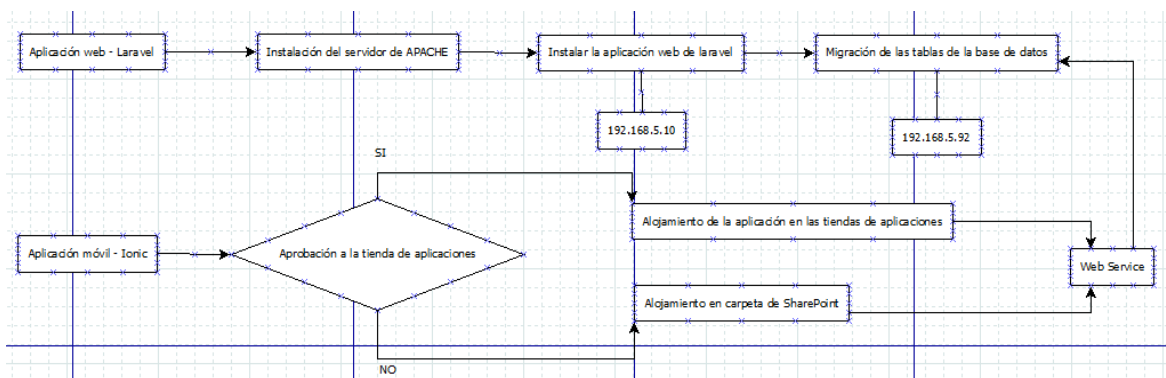 Aplicación web - Laravel
Instalación del servidor de APACHE
Instalar la aplicación web de laravel
Migración de las tablas de la base de datos
192.168.5.10
192.168.5.92
SI
Alojamiento de la aplicación en las tiendas de aplicaciones
Aplicación móvil - Ionic
Aprobación a la tienda de aplicaciones
Web Service
Alojamiento en carpeta de SharePoint
NO